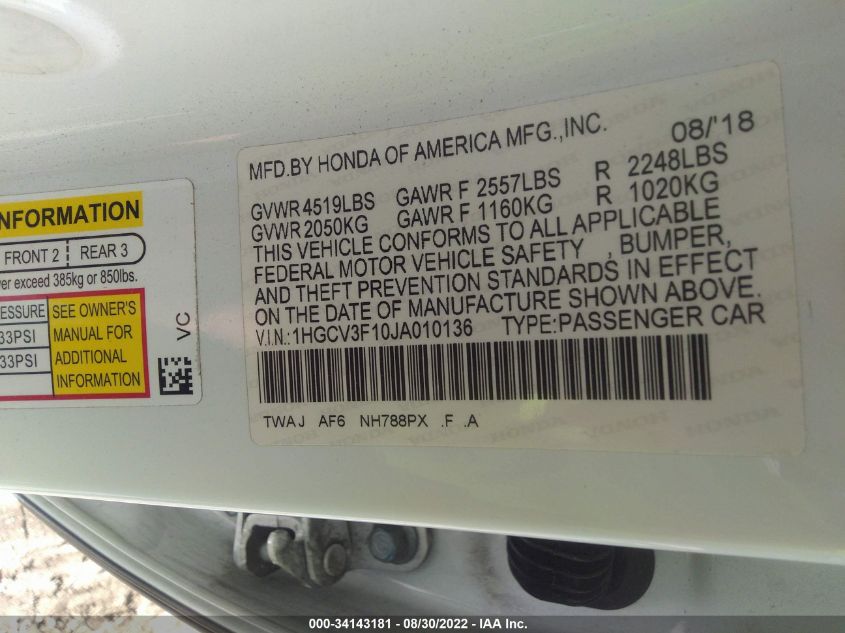 INFORMATION
FRONT 2 REAR 3
ver exceed 385kg or 850lbs.
ESSURE
33PSI
33PSI
SEE OWNER'S
MANUAL FOR
ADDITIONAL
INFORMATION
VC
MFD.BY HONDA OF AMERICA MFG.,INC. 08/'18
GVWR 4519LBS GAWR F 2557LBS R 2248LBS
GVWR 2050KG GAWR F 1160KG R 1020KG
THIS VEHICLE CONFORMS TO ALL APPLICABLE
FEDERAL MOTOR VEHICLE SAFETY , BUMPER,
AND THEFT PREVENTION STANDARDS IN EFFECT
ON THE DATE OF MANUFACTURE SHOWN ABOVE.
V.I.N.:1HGCV3F10JA010136 TYPE:PASSENGER CAR
TWAJ AF6 NH788PX .F .A
000-34143181 - 08/30/2022 - IAA Inc.